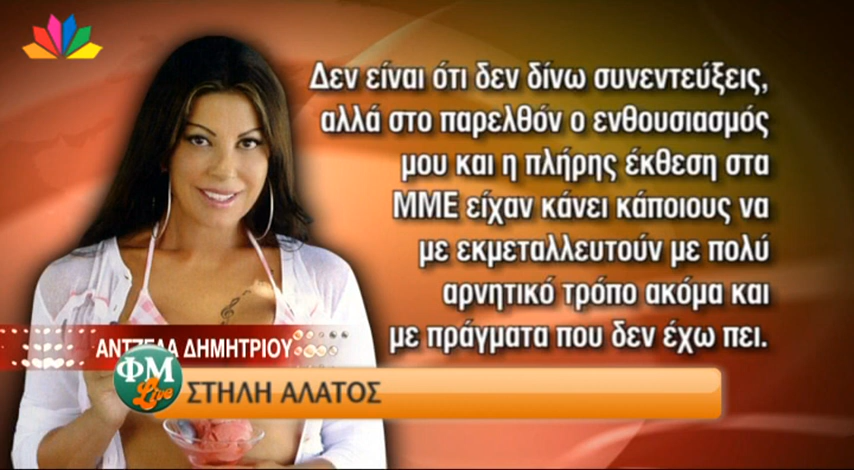 Δεν είναι ότι δεν δίνω συνεντεύξεις,
αλλά στο παρελθόν ο ενθουσιασμός
μου και η πλήρης έκθεση στα
ΜΜΕ είχαν κάνει κάποιους να
με εκμεταλλευτούν με πολύ
αρνητικό τρόπο ακόμα και
με πράγματα που δεν έχω πει.
ΑΝΤΖΕΛΑ ΔΗΜΗΤΡΙΟΥ
ΦΜ
Live
ΣΤΗΛΗ ΑΛΑΤΟΣ